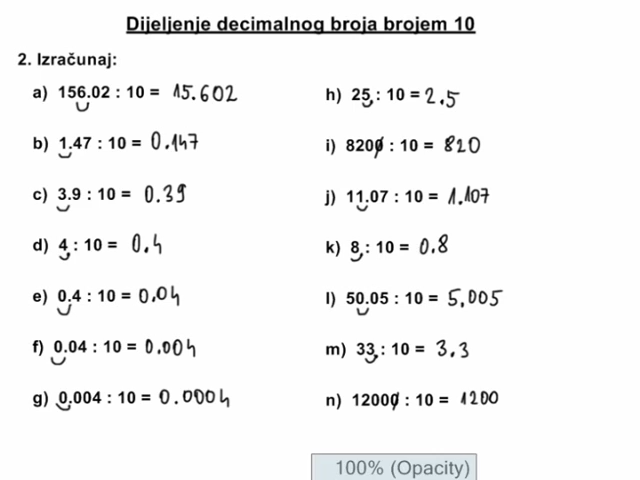 Dijeljenje decimalnog broja brojem 10
2. Izračunaj:
a) 156.02 : 10 = 15.602
b) 1.47 : 10 = 0.147
c) 3.9 : 10 = 0.39
d) 4. : 10 = 0.4
e) 0.4 : 10 = 0.04
f) 0.04 : 10 = 0.004
g) 0.004 : 10 = 0.0004
h) 25. : 10 = 2.5
i) 8200 : 10 = 820
j) 11.07 : 10 = 1.107
k) 8. : 10 = 0.8
l) 50.05 : 10 = 5,005
m) 33. : 10 = 3.3
n) 12000 : 10 = 1200
100% (Opacity)